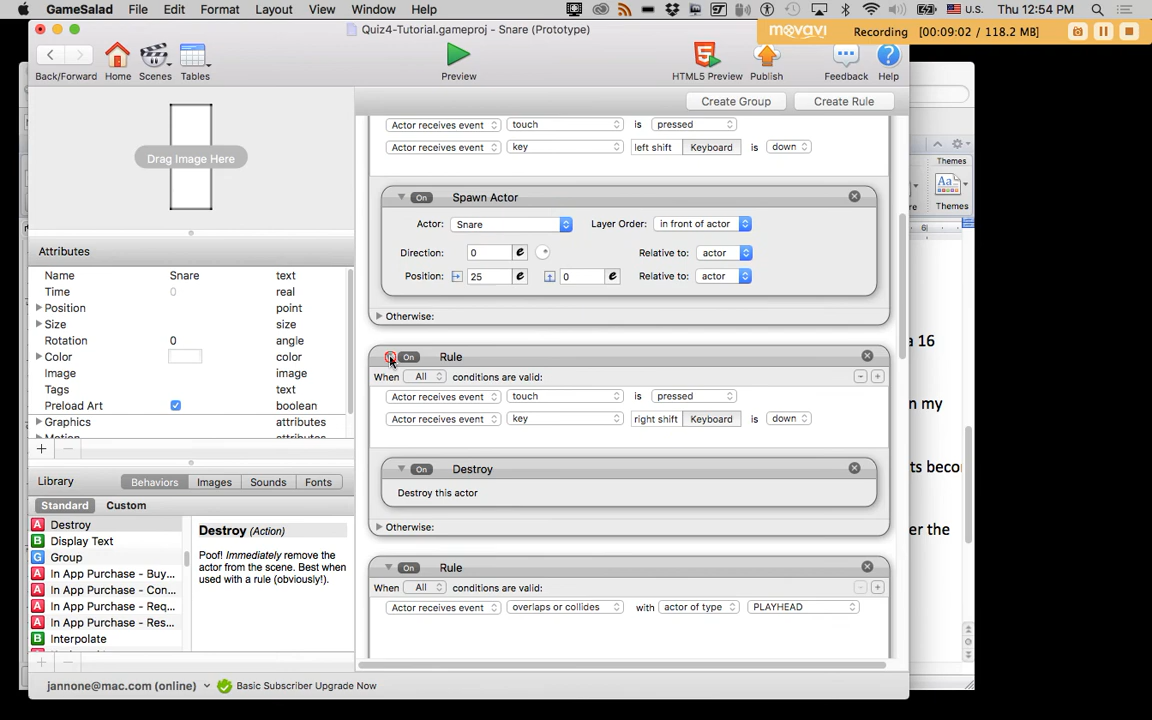 GameSalad File Edit Format Layout View Window Help U.S. Thu 12:54 PM
Quiz4-Tutorial.gameproj - Snare (Prototype)
movavi Recording [00:09:02 / 118.2 MB]
Back/Forward Home Scenes Tables Preview HTML5 Preview Publish Feedback Help
Create Group Create Rule
Drag Image Here
Actor receives event touch is pressed
Actor receives event key left shift Keyboard is down
On Spawn Actor
Actor: Snare Layer Order: in front of actor
Direction: 0 e Relative to: actor
Position: 25 e 0 e Relative to: actor
Otherwise:
On Rule
When All conditions are valid:
Actor receives event touch is pressed
Actor receives event key right shift Keyboard is down
On Destroy
Destroy this actor
Otherwise:
On Rule
When All conditions are valid:
Actor receives event overlaps or collides with actor of type PLAYHEAD
Attributes
Name Snare text
Time 0 real
Position point
Size size
Rotation 0 angle
Color color
Image image
Tags text
Preload Art boolean
Graphics attributes
Motion attributes
Library Behaviors Images Sounds Fonts
Standard Custom
A Destroy
B Display Text
G Group
A In App Purchase - Buy...
A In App Purchase - Con...
A In App Purchase - Req...
A In App Purchase - Res...
B Interpolate
Destroy (Action)
Poof! Immediately remove the
actor from the scene. Best when
used with a rule (obviously!).
jannone@mac.com (online) Basic Subscriber Upgrade Now
Themes
Aa
Themes
6
a 16
n my
ts beco
er the